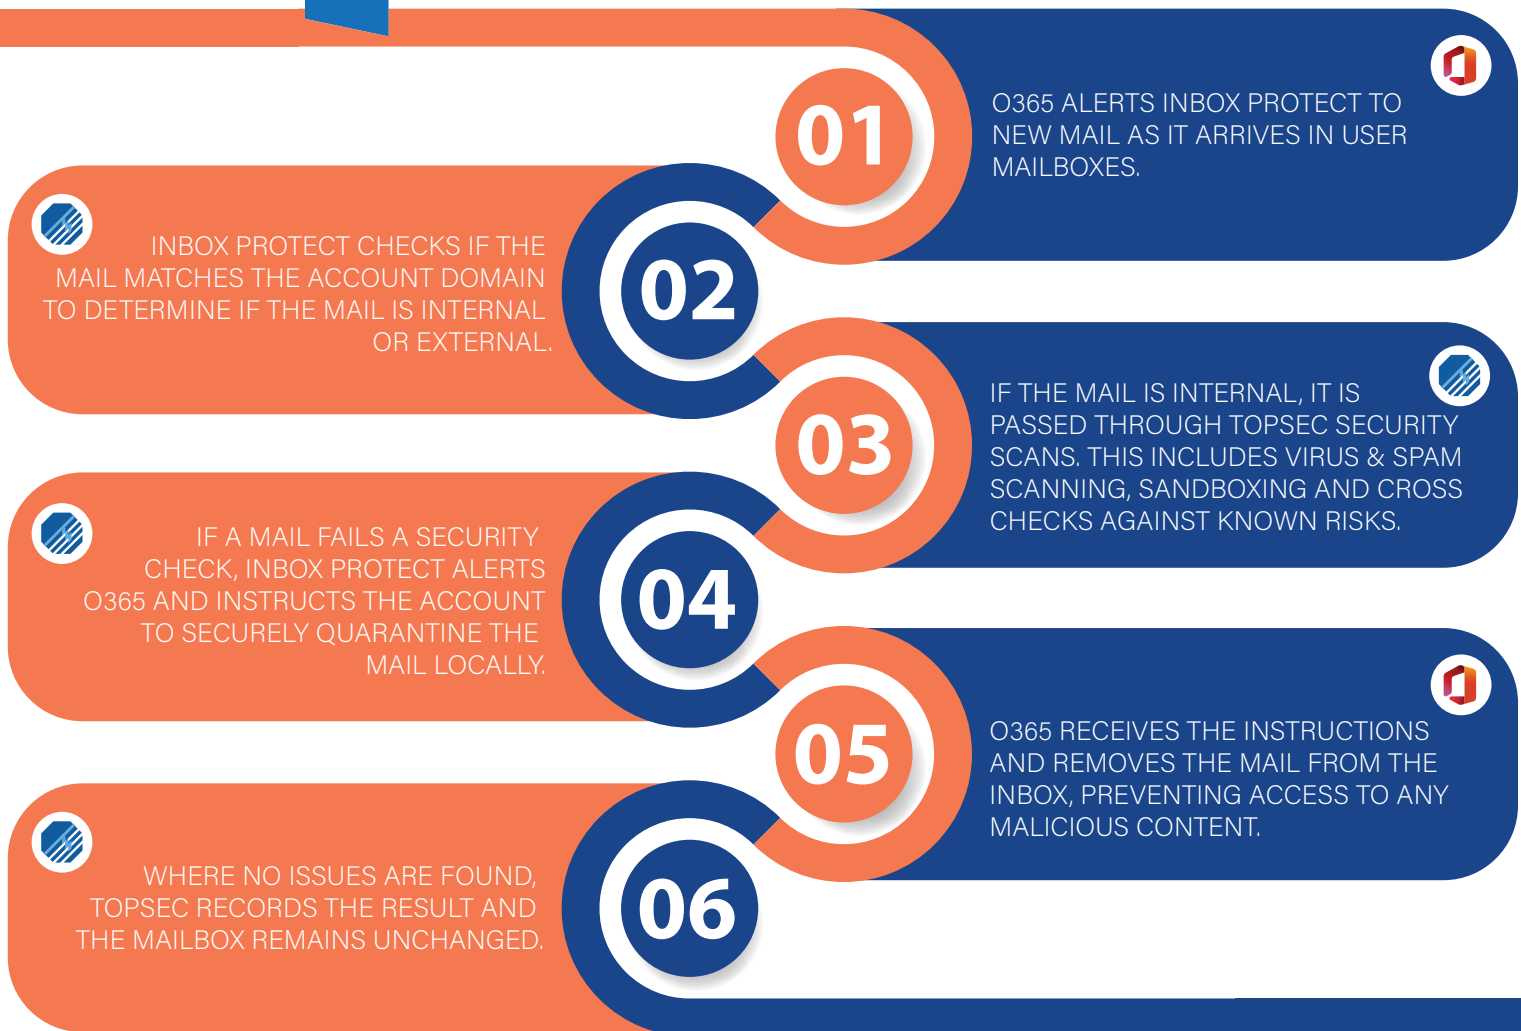 01
O365 ALERTS INBOX PROTECT TO
NEW MAIL AS IT ARRIVES IN USER
MAILBOXES.
02
INBOX PROTECT CHECKS IF THE
MAIL MATCHES THE ACCOUNT DOMAIN
TO DETERMINE IF THE MAIL IS INTERNAL
OR EXTERNAL.
03
IF THE MAIL IS INTERNAL, IT IS
PASSED THROUGH TOPSEC SECURITY
SCANS. THIS INCLUDES VIRUS & SPAM
SCANNING, SANDBOXING AND CROSS
CHECKS AGAINST KNOWN RISKS.
04
IF A MAIL FAILS A SECURITY
CHECK, INBOX PROTECT ALERTS
O365 AND INSTRUCTS THE ACCOUNT
TO SECURELY QUARANTINE THE
MAIL LOCALLY.
05
O365 RECEIVES THE INSTRUCTIONS
AND REMOVES THE MAIL FROM THE
INBOX, PREVENTING ACCESS TO ANY
MALICIOUS CONTENT.
06
WHERE NO ISSUES ARE FOUND,
TOPSEC RECORDS THE RESULT AND
THE MAILBOX REMAINS UNCHANGED.